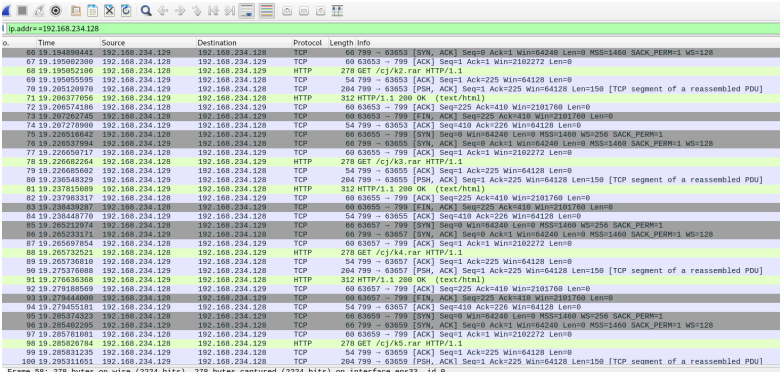 ip.addr==192.168.234.128
o. Time Source Destination Protocol Length Info
66 19.194890441 192.168.234.129 192.168.234.128 TCP 66 799 → 63653 [SYN, ACK] Seq=0 Ack=1 Win=64240 Len=0 MSS=1460 SACK_PERM=1 WS=128
67 19.195002300 192.168.234.128 192.168.234.129 TCP 60 63653 → 799 [ACK] Seq=1 Ack=1 Win=2102272 Len=0
68 19.195052106 192.168.234.128 192.168.234.129 HTTP 278 GET /cj/k2.rar HTTP/1.1
69 19.195055595 192.168.234.129 192.168.234.128 TCP 54 799 → 63653 [ACK] Seq=1 Ack=225 Win=64128 Len=0
70 19.205120970 192.168.234.129 192.168.234.128 TCP 204 799 → 63653 [PSH, ACK] Seq=1 Ack=225 Win=64128 Len=150 [TCP segment of a reassembled PDU]
71 19.206377056 192.168.234.129 192.168.234.128 HTTP 312 HTTP/1.1 200 OK (text/html)
72 19.206574186 192.168.234.128 192.168.234.129 TCP 60 63653 → 799 [ACK] Seq=225 Ack=410 Win=2101760 Len=0
73 19.207262745 192.168.234.128 192.168.234.129 TCP 60 63653 → 799 [FIN, ACK] Seq=225 Ack=410 Win=2101760 Len=0
74 19.207278900 192.168.234.129 192.168.234.128 TCP 54 799 → 63653 [ACK] Seq=410 Ack=226 Win=64128 Len=0
75 19.226516642 192.168.234.128 192.168.234.129 TCP 66 63655 → 799 [SYN] Seq=0 Win=64240 Len=0 MSS=1460 WS=256 SACK_PERM=1
76 19.226537994 192.168.234.129 192.168.234.128 TCP 66 799 → 63655 [SYN, ACK] Seq=0 Ack=1 Win=64240 Len=0 MSS=1460 SACK_PERM=1 WS=128
77 19.226650717 192.168.234.128 192.168.234.129 TCP 60 63655 → 799 [ACK] Seq=1 Ack=1 Win=2102272 Len=0
78 19.226682264 192.168.234.128 192.168.234.129 HTTP 278 GET /cj/k3.rar HTTP/1.1
79 19.226685602 192.168.234.129 192.168.234.128 TCP 54 799 → 63655 [ACK] Seq=1 Ack=225 Win=64128 Len=0
80 19.236548329 192.168.234.129 192.168.234.128 TCP 204 799 → 63655 [PSH, ACK] Seq=1 Ack=225 Win=64128 Len=150 [TCP segment of a reassembled PDU]
81 19.237815089 192.168.234.129 192.168.234.128 HTTP 312 HTTP/1.1 200 OK (text/html)
82 19.237983317 192.168.234.128 192.168.234.129 TCP 60 63655 → 799 [ACK] Seq=225 Ack=410 Win=2101760 Len=0
83 19.238439287 192.168.234.128 192.168.234.129 TCP 60 63655 → 799 [FIN, ACK] Seq=225 Ack=410 Win=2101760 Len=0
84 19.238448770 192.168.234.129 192.168.234.128 TCP 54 799 → 63655 [ACK] Seq=410 Ack=226 Win=64128 Len=0
85 19.265212974 192.168.234.128 192.168.234.129 TCP 66 63657 → 799 [SYN] Seq=0 Win=64240 Len=0 MSS=1460 WS=256 SACK_PERM=1
86 19.265233171 192.168.234.129 192.168.234.128 TCP 66 799 → 63657 [SYN, ACK] Seq=0 Ack=1 Win=64240 Len=0 MSS=1460 SACK_PERM=1 WS=128
87 19.265697854 192.168.234.128 192.168.234.129 TCP 60 63657 → 799 [ACK] Seq=1 Ack=1 Win=2102272 Len=0
88 19.265732521 192.168.234.128 192.168.234.129 HTTP 278 GET /cj/k4.rar HTTP/1.1
89 19.265736810 192.168.234.129 192.168.234.128 TCP 54 799 → 63657 [ACK] Seq=1 Ack=225 Win=64128 Len=0
90 19.275376088 192.168.234.129 192.168.234.128 TCP 204 799 → 63657 [PSH, ACK] Seq=1 Ack=225 Win=64128 Len=150 [TCP segment of a reassembled PDU]
91 19.276636368 192.168.234.129 192.168.234.128 HTTP 312 HTTP/1.1 200 OK (text/html)
92 19.279188569 192.168.234.128 192.168.234.129 TCP 60 63657 → 799 [ACK] Seq=225 Ack=410 Win=2101760 Len=0
93 19.279444000 192.168.234.128 192.168.234.129 TCP 60 63657 → 799 [FIN, ACK] Seq=225 Ack=410 Win=2101760 Len=0
94 19.279455181 192.168.234.129 192.168.234.128 TCP 54 799 → 63657 [ACK] Seq=410 Ack=226 Win=64128 Len=0
95 19.285374323 192.168.234.128 192.168.234.129 TCP 66 63659 → 799 [SYN] Seq=0 Win=64240 Len=0 MSS=1460 WS=256 SACK_PERM=1
96 19.285402205 192.168.234.129 192.168.234.128 TCP 66 799 → 63659 [SYN, ACK] Seq=0 Ack=1 Win=64240 Len=0 MSS=1460 SACK_PERM=1 WS=128
97 19.285781081 192.168.234.128 192.168.234.129 TCP 60 63659 → 799 [ACK] Seq=1 Ack=1 Win=2102272 Len=0
98 19.285826784 192.168.234.128 192.168.234.129 HTTP 278 GET /cj/k5.rar HTTP/1.1
99 19.285831235 192.168.234.129 192.168.234.128 TCP 54 799 → 63659 [ACK] Seq=1 Ack=225 Win=64128 Len=0
100 19.295311651 192.168.234.129 192.168.234.128 TCP 204 799 → 63659 [PSH, ACK] Seq=1 Ack=225 Win=64128 Len=150 [TCP segment of a reassembled PDU]